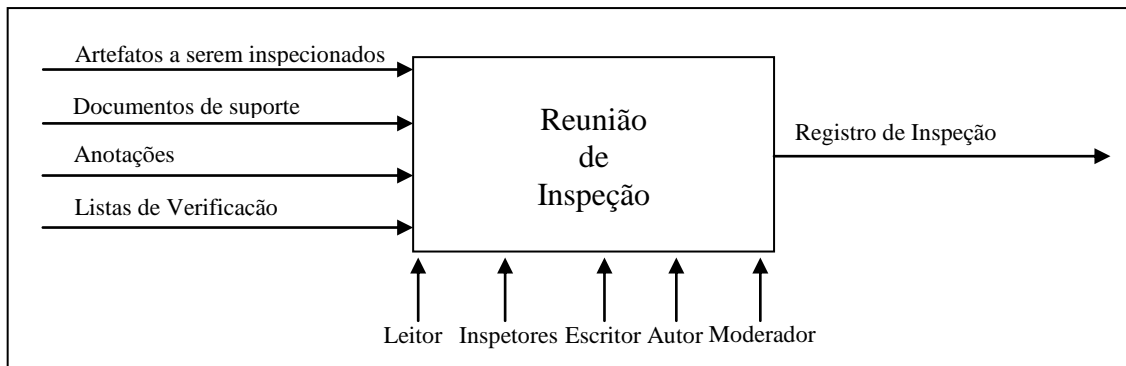 Artefatos a serem inspecionados
Documentos de suporte
Anotações
Listas de Verificacão
Reunião
de
Inspeção
Registro de Inspeção
Leitor Inspetores Escritor Autor Moderador